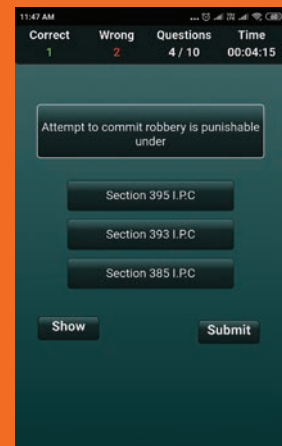 11:47 AM
Correct Wrong Questions Time
1 2 4 / 10 00:04:15
Attempt to commit robbery is punishable
under
Section 395 I.P.C
Section 393 I.P.C
Section 385 I.P.C
Show Submit